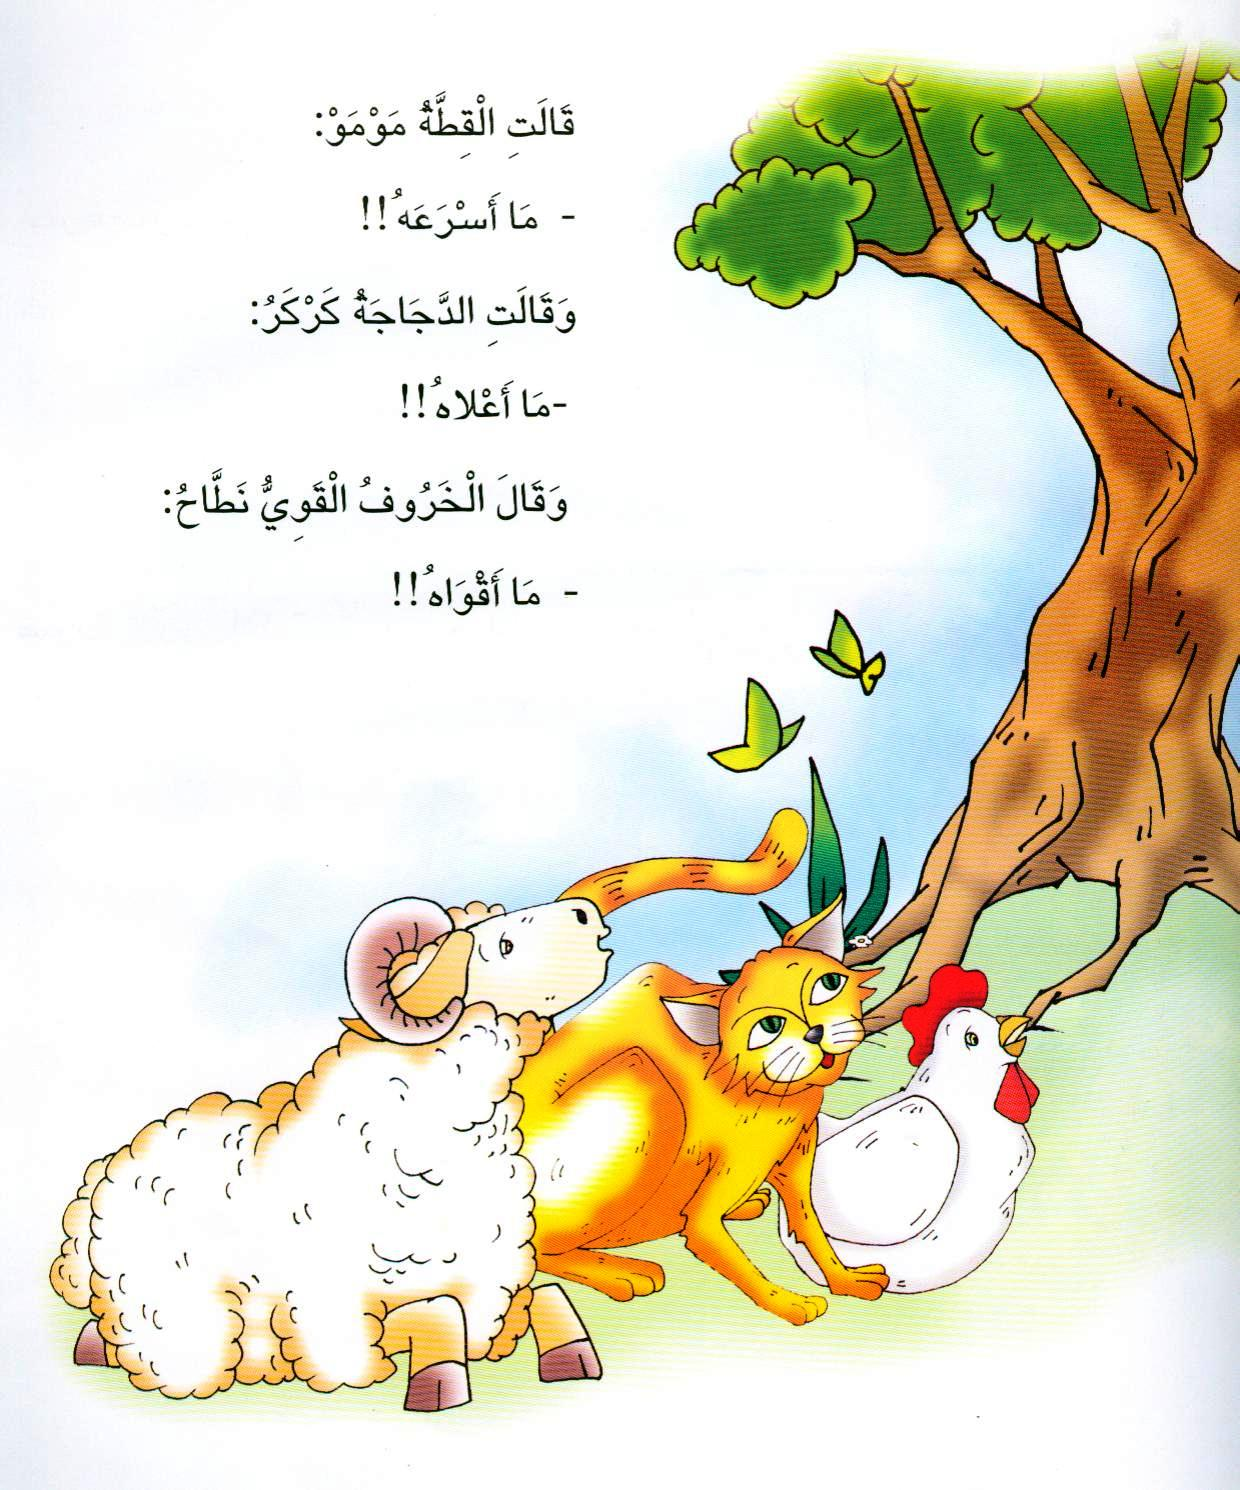 قَالَتِ الْقِطَّةُ مَوْمَوْ:
- مَا أَسْرَعَهُ!!
وَقَالَتِ الدَّجَاجَةُ كَرْكَرُ:
-مَا أَعْلاهُ!!
وَقَالَ الْخَرُوفُ الْقَوِيُّ نَطَّاحُ:
- مَا أَقْوَاهُ!!